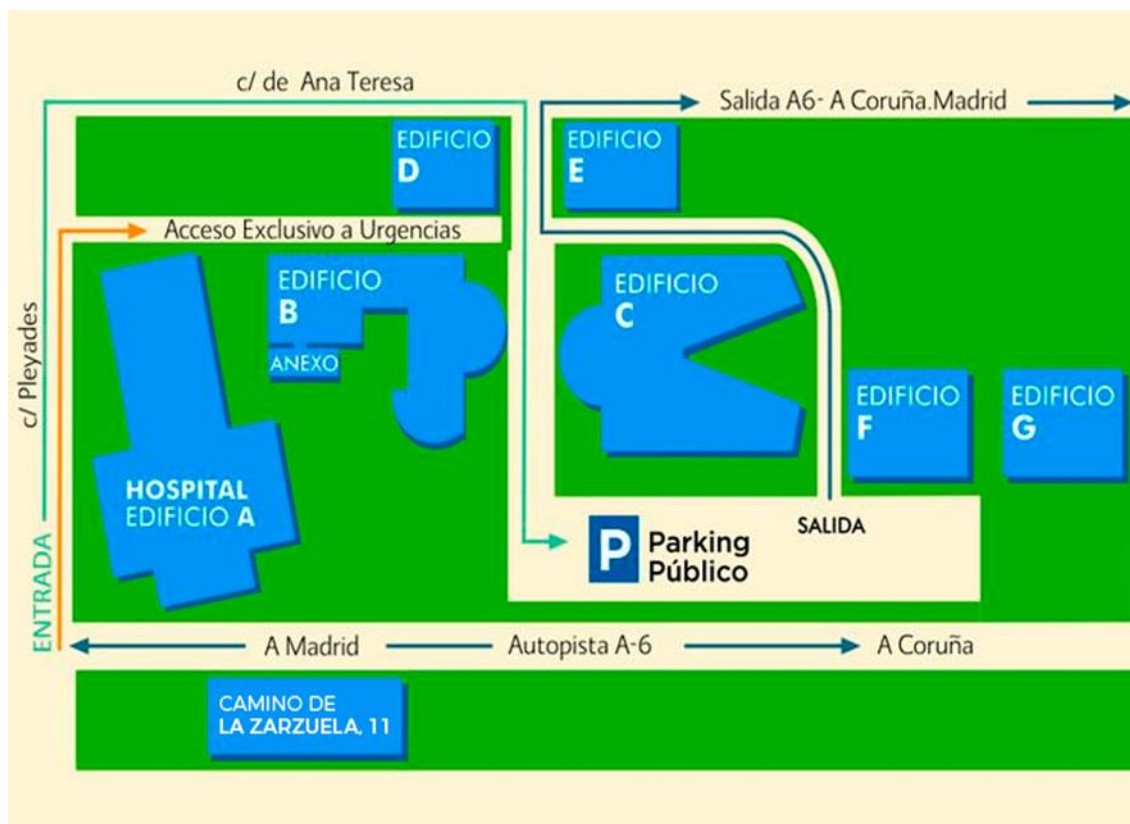 c/ de Ana Teresa
Salida A6- A Coruña.Madrid
EDIFICIO
D
EDIFICIO
E
Acceso Exclusivo a Urgencias
EDIFICIO
B
ANEXO
EDIFICIO
C
c/ Pleyades
EDIFICIO
F
EDIFICIO
G
HOSPITAL
EDIFICIO A
SALIDA
P
Parking
Público
ENTRADA
A Madrid
Autopista A-6
A Coruña
CAMINO DE
LA ZARZUELA, 11